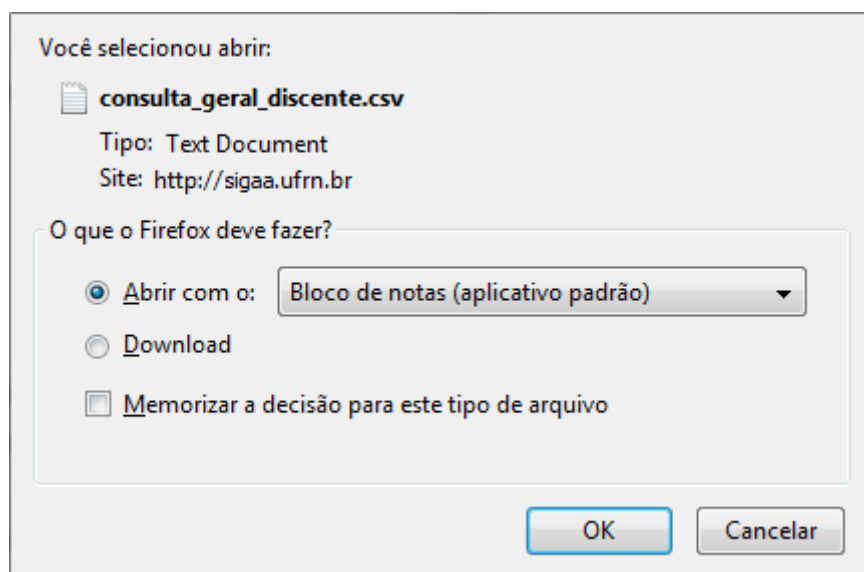 Você selecionou abrir:
consulta_geral_discente.csv
Tipo: Text Document
Site: http://sigaa.ufrn.br
O que o Firefox deve fazer?
Abrir com o: Bloco de notas (aplicativo padrão)
Download
Memorizar a decisão para este tipo de arquivo
OK Cancelar